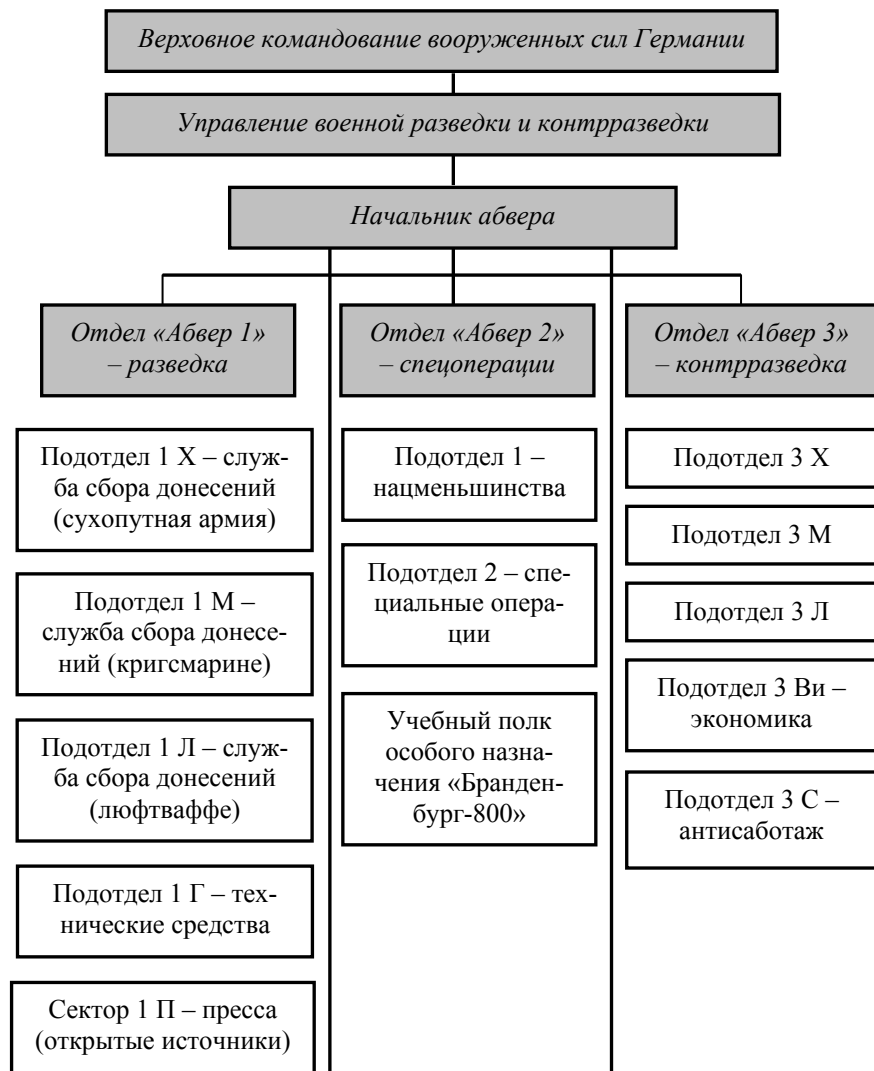 Верховное командование вооруженных сил Германии
Управление военной разведки и контрразведки
Начальник абвера
Отдел «Абвер 1»
– разведка
Отдел «Абвер 2»
– спецоперации
Отдел «Абвер 3»
– контрразведка
Подотдел 1 Х – служ-
ба сбора донесений
(сухопутная армия)
Подотдел 1 М –
служба сбора донесе-
ний (кригсмарине)
Подотдел 1 Л – служ-
ба сбора донесений
(люфтваффе)
Подотдел 1 Г – тех-
нические средства
Сектор 1 П – пресса
(открытые источники)
Подотдел 1 –
нацменьшинства
Подотдел 2 – спе-
циальные опера-
ции
Учебный полк
особого назна-
чения «Бранден-
бург-800»
Подотдел 3 Х
Подотдел 3 М
Подотдел 3 Л
Подотдел 3 Ви –
экономика
Подотдел 3 С –
антисаботаж